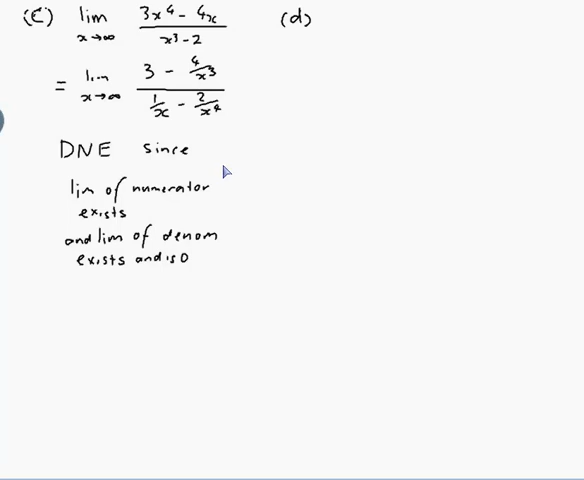 (c) lim x→∞ (3x⁴ - 4x)/(x³ - 2) (d)
= lim x→∞ (3 - 4/x³)/(1/x - 2/x⁴)
DNE since
lim of numerator
exists
and lim of denom
exists and is 0